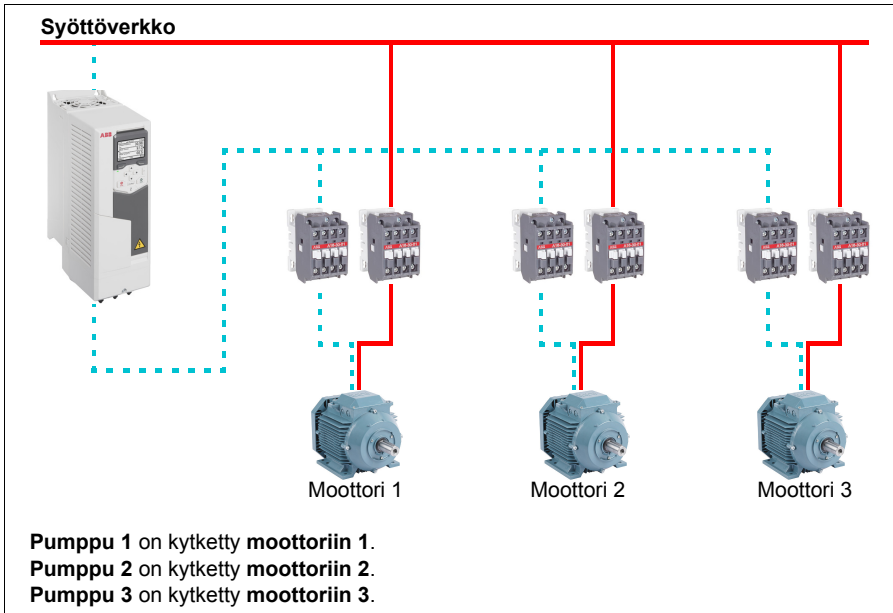 Syöttöverkko
ABB
Moottori 1
Moottori 2
Moottori 3
Pumppu 1 on kytketty moottoriin 1.
Pumppu 2 on kytketty moottoriin 2.
Pumppu 3 on kytketty moottoriin 3.